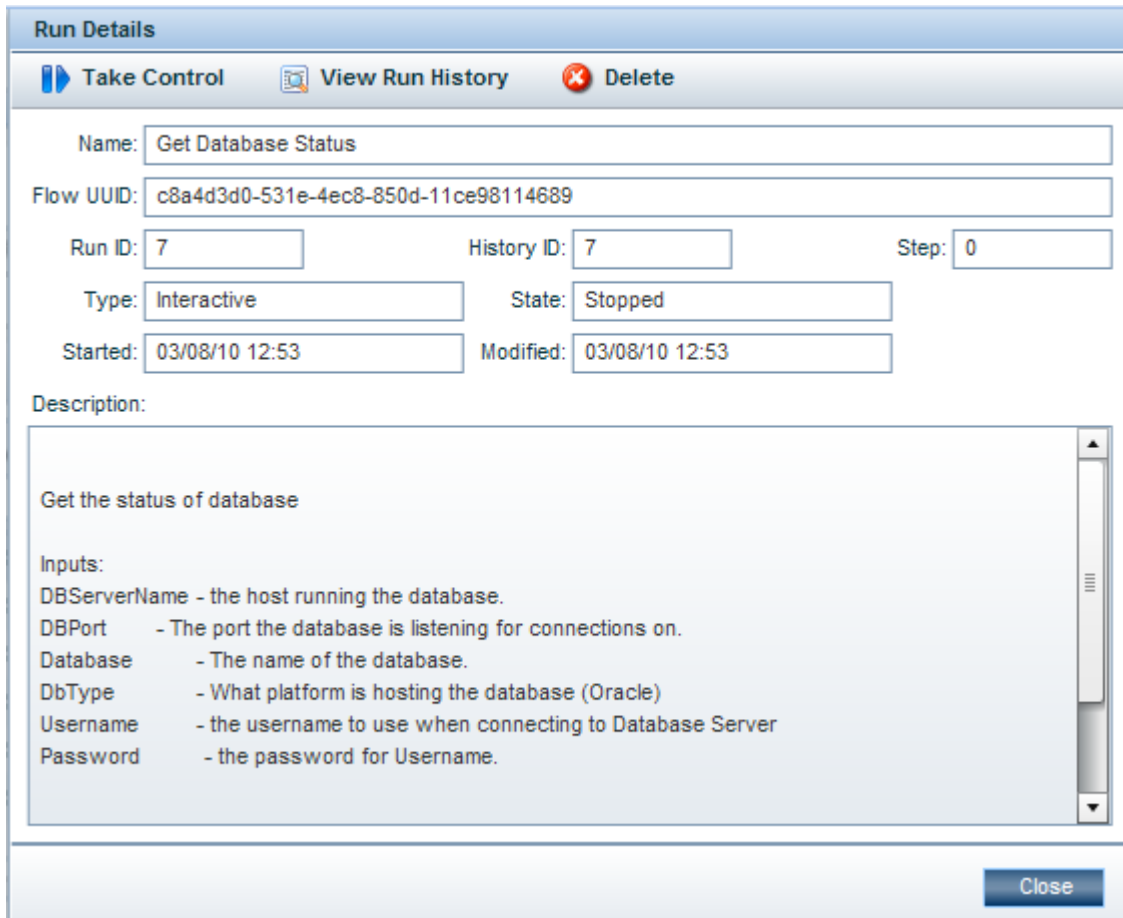 Run Details
Take Control View Run History Delete
Name: Get Database Status
Flow UUID: c8a4d3d0-531e-4ec8-850d-11ce98114689
Run ID: 7 History ID: 7 Step: 0
Type: Interactive State: Stopped
Started: 03/08/10 12:53 Modified: 03/08/10 12:53
Description:
Get the status of database
Inputs:
DBServerName - the host running the database.
DBPort - The port the database is listening for connections on.
Database - The name of the database.
DbType - What platform is hosting the database (Oracle)
Username - the username to use when connecting to Database Server
Password - the password for Username.
Close